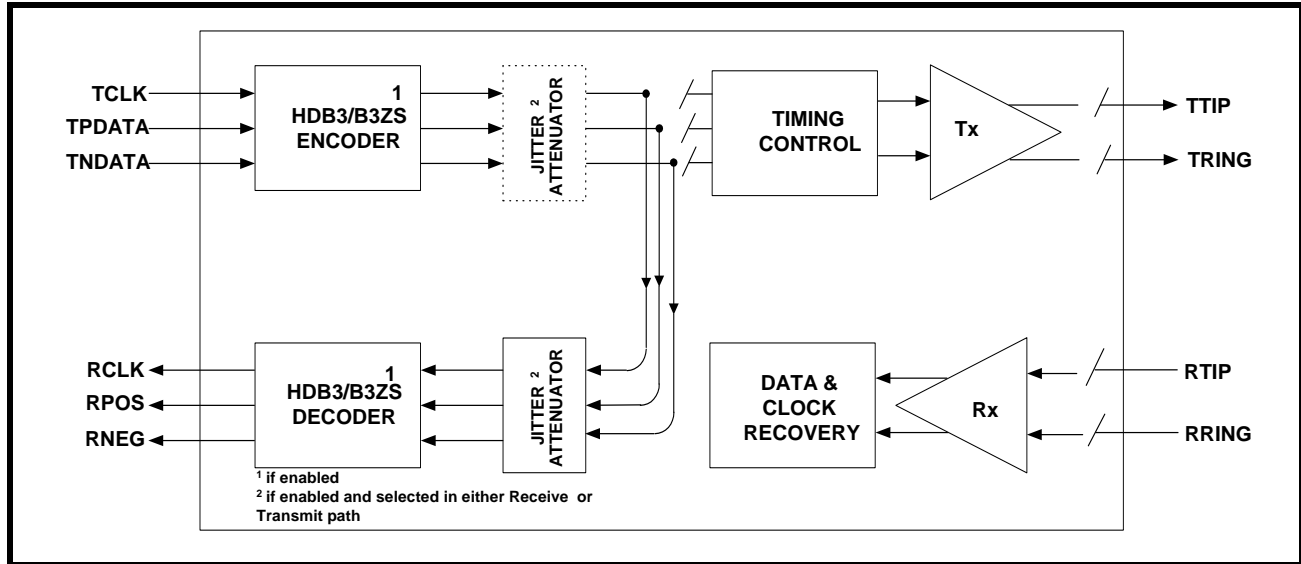 TCLK
TPDATA
TNDATA
1
HDB3/B3ZS
ENCODER
JITTER 2
ATTENUATOR
TIMING
CONTROL
Tx
TTIP
TRING
RCLK
RPOS
RNEG
1
HDB3/B3ZS
DECODER
JITTER 2
ATTENUATOR
DATA &
CLOCK
RECOVERY
Rx
RTIP
RRING
1 if enabled
2 if enabled and selected in either Receive or
Transmit path